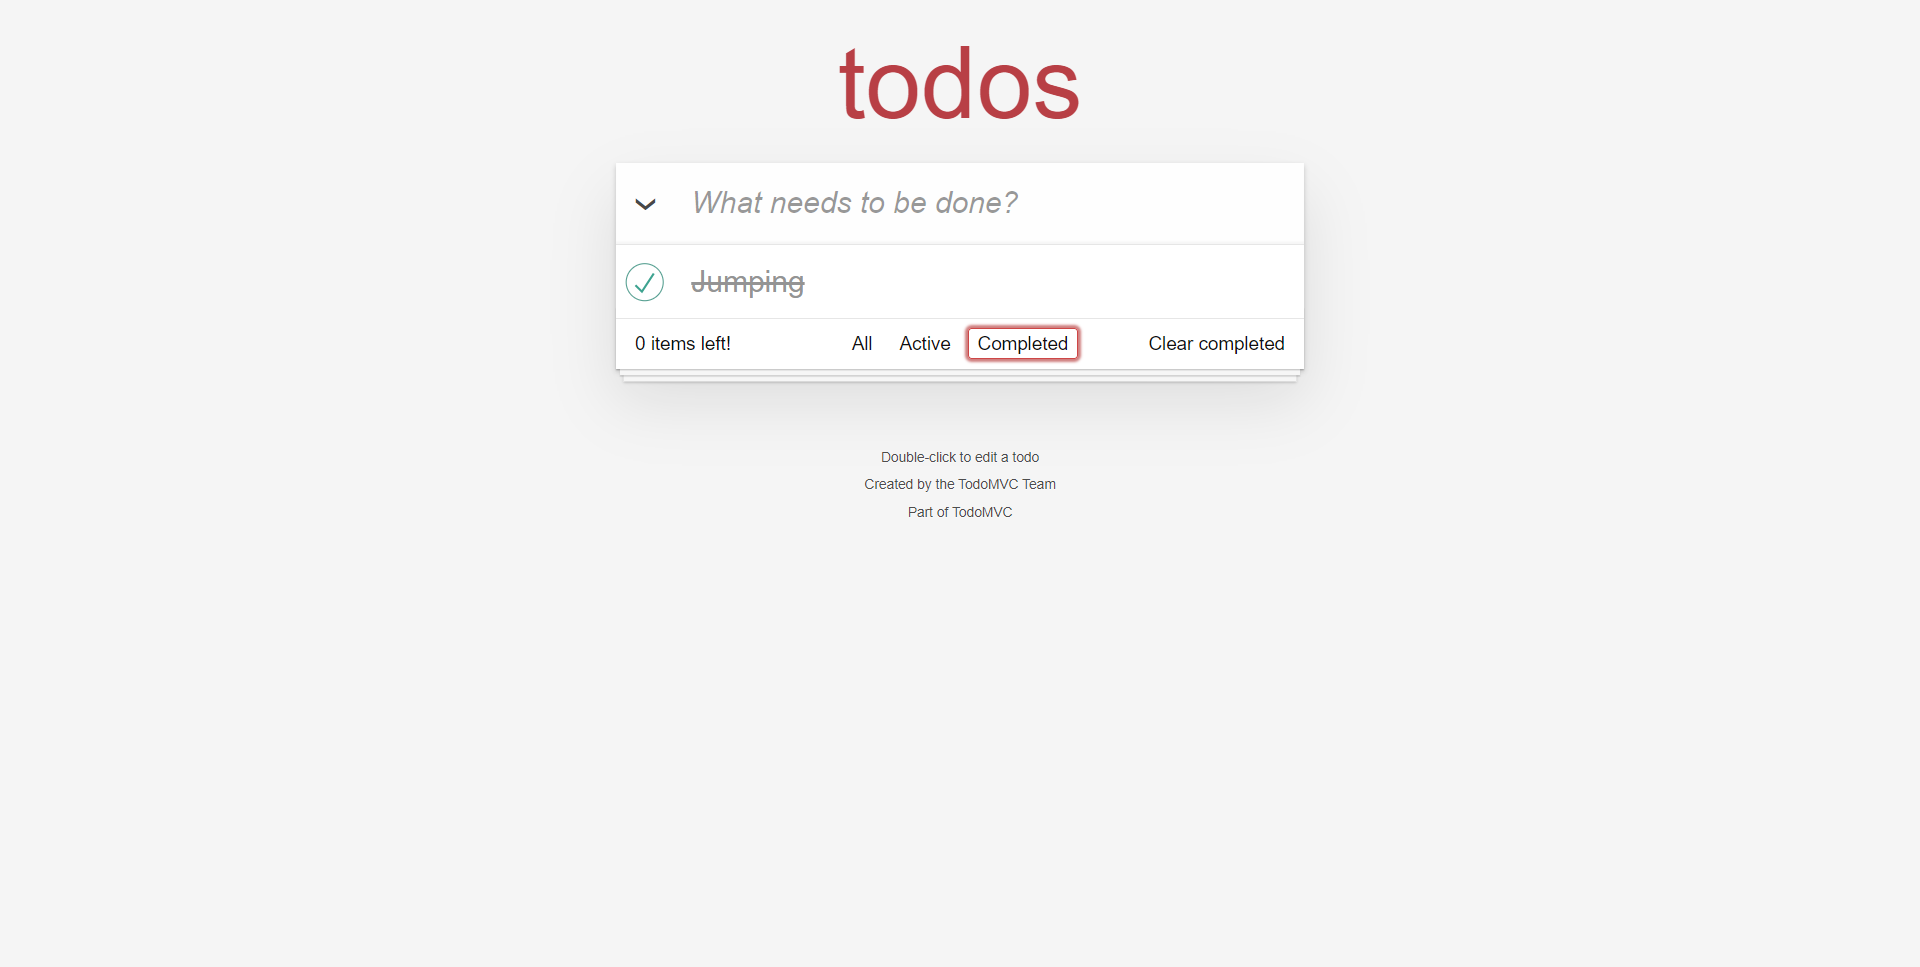 todos
What needs to be done?
Jumping
0 items left! All Active Completed Clear completed
Double-click to edit a todo
Created by the TodoMVC Team
Part of TodoMVC